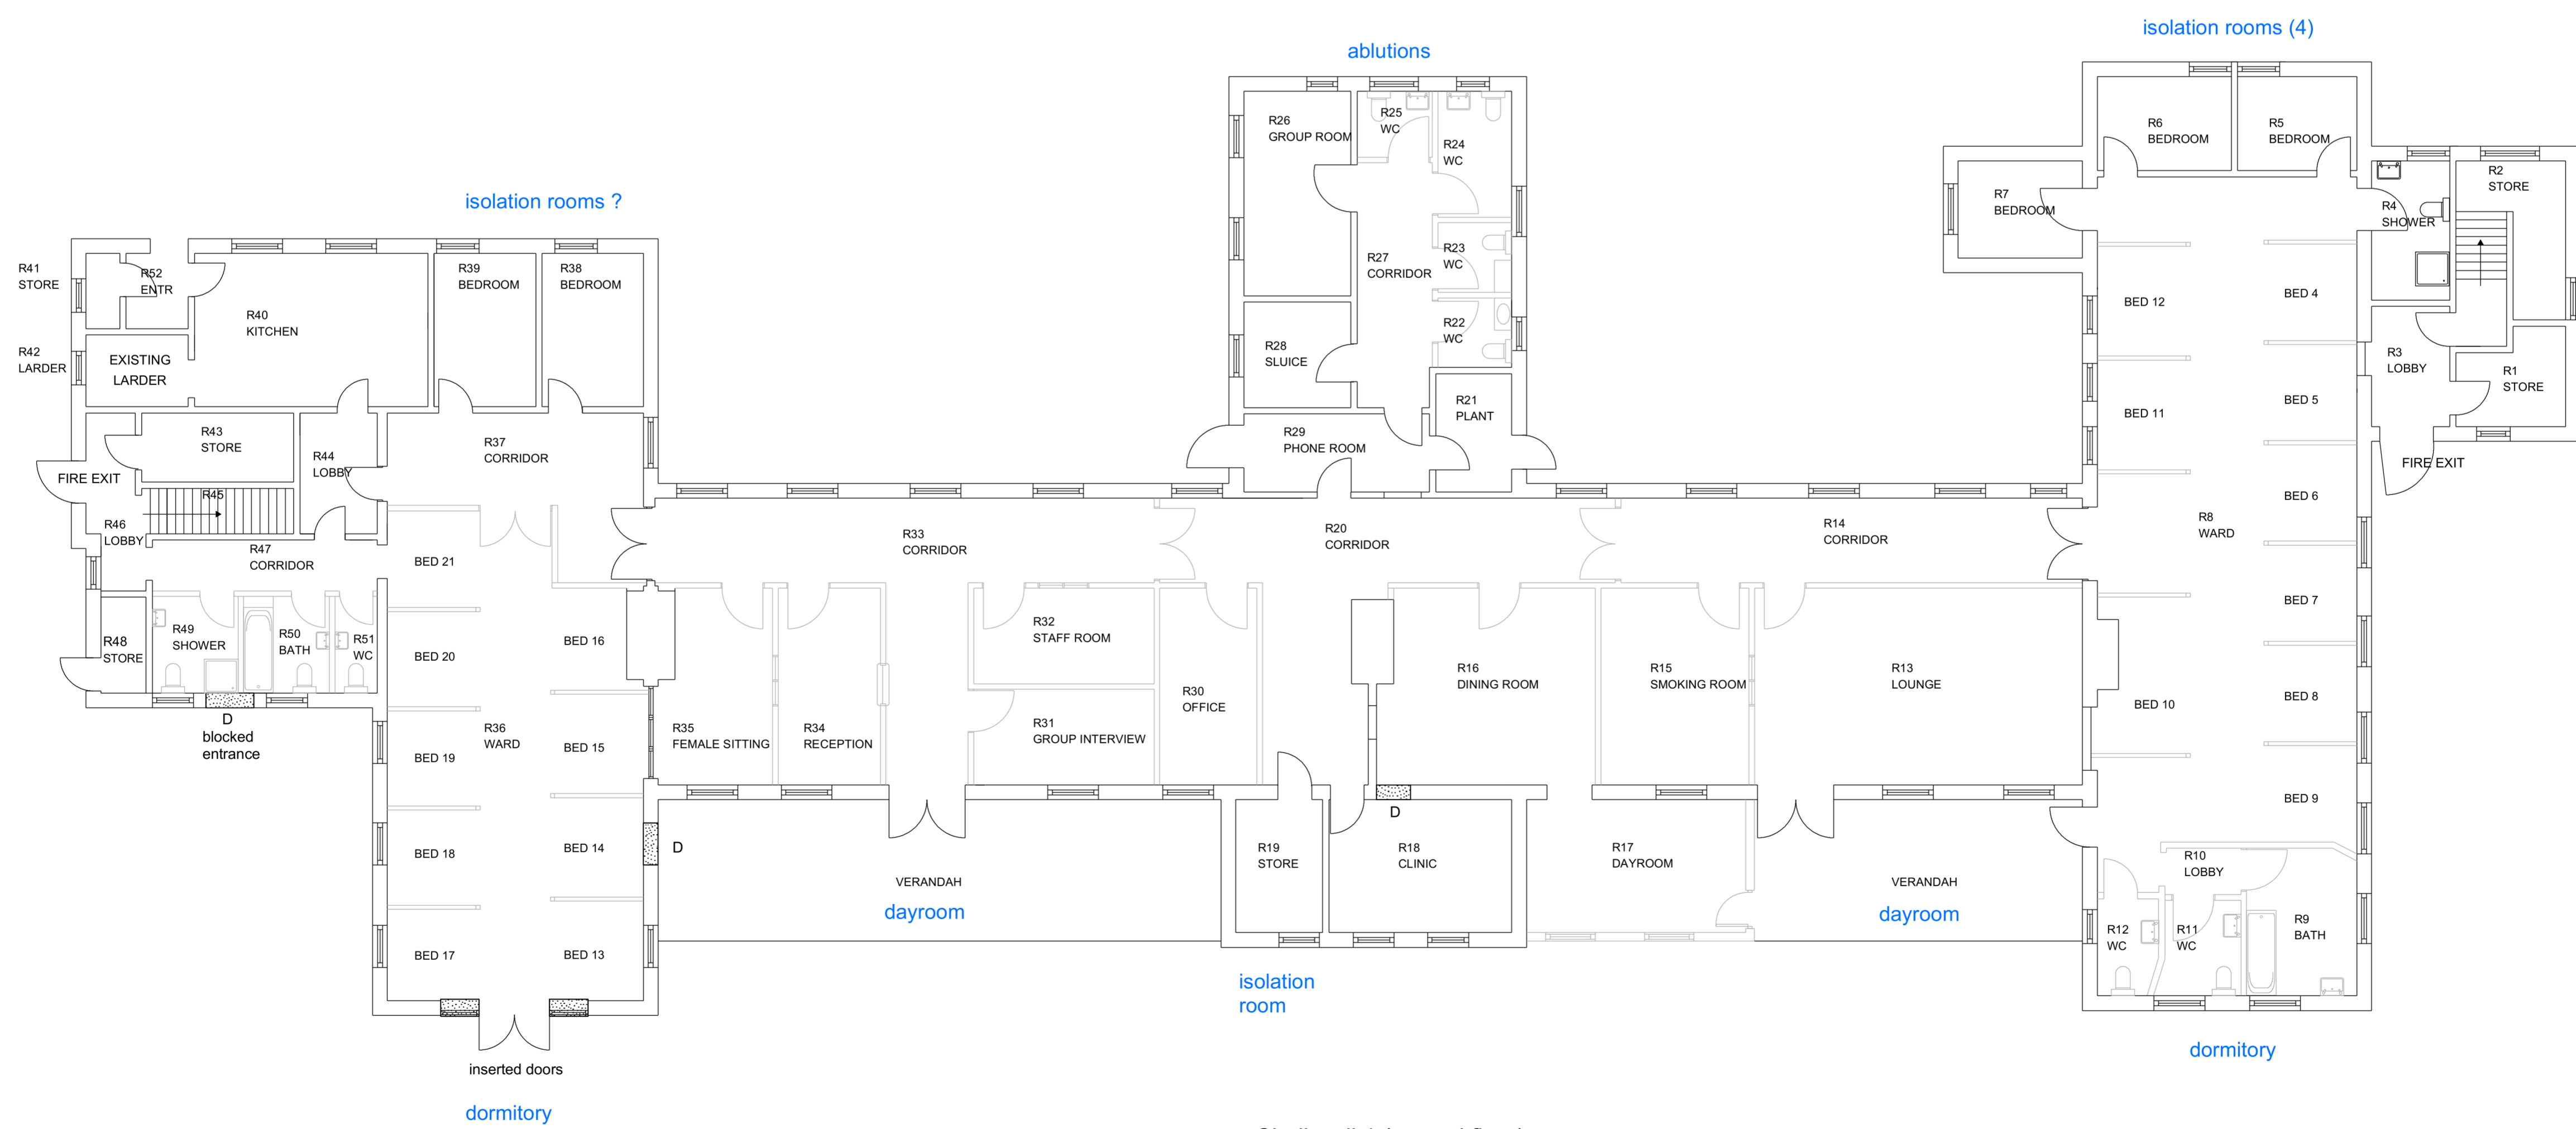 isolation rooms (4)
ablutions
isolation rooms ?
R26
GROUP ROOM
R25
WC
R24
WC
R23
WC
R22
WC
R27
CORRIDOR
R28
SLUICE
R21
PLANT
R29
PHONE ROOM
R6
BEDROOM
R5
BEDROOM
R7
BEDROOM
R4
SHOWER
R2
STORE
R3
LOBBY
R1
STORE
FIRE EXIT
BED 12
BED 4
BED 11
BED 5
BED 6
R8
WARD
BED 7
BED 10
BED 8
BED 9
R10
LOBBY
R12
WC
R11
WC
R9
BATH
dormitory
R41
STORE
R52
ENTR
R40
KITCHEN
R39
BEDROOM
R38
BEDROOM
R42
LARDER
EXISTING
LARDER
R43
STORE
R44
LOBBY
R37
CORRIDOR
FIRE EXIT
R45
R46
LOBBY
R47
CORRIDOR
R48
STORE
R49
SHOWER
R50
BATH
R51
WC
D
blocked
entrance
BED 21
BED 20
BED 16
R36
WARD
BED 19
BED 15
BED 18
BED 14
D
BED 17
BED 13
inserted doors
dormitory
R33
CORRIDOR
R20
CORRIDOR
R14
CORRIDOR
R35
FEMALE SITTING
R34
RECEPTION
R32
STAFF ROOM
R31
GROUP INTERVIEW
R30
OFFICE
R16
DINING ROOM
R15
SMOKING ROOM
R13
LOUNGE
D
VERANDAH
dayroom
R19
STORE
R18
CLINIC
R17
DAYROOM
VERANDAH
dayroom
isolation
room